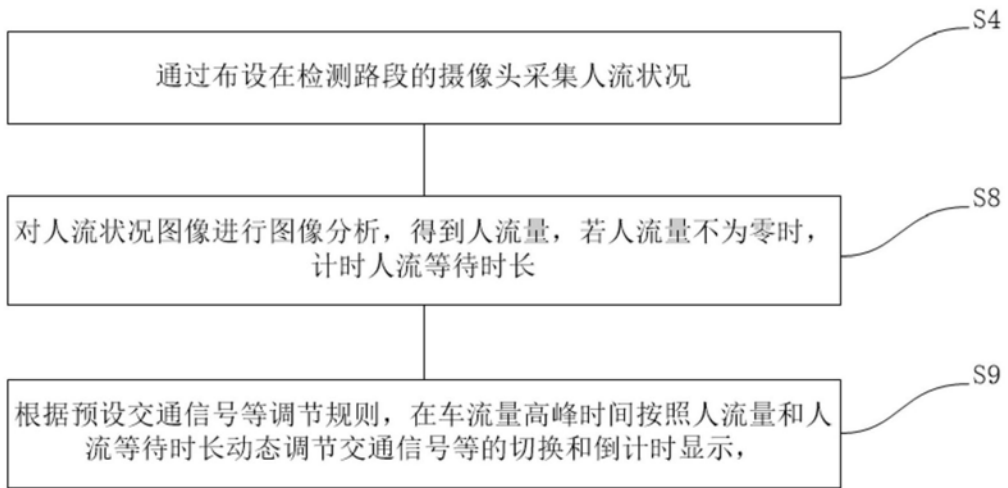 S4
通过布设在检测路段的摄像头采集人流状况
S8
对人流状况图像进行图像分析，得到人流量，若人流量不为零时，
计时人流等待时长
S9
根据预设交通信号等调节规则，在车流量高峰时间按照人流量和人
流等待时长动态调节交通信号等的切换和倒计时显示，